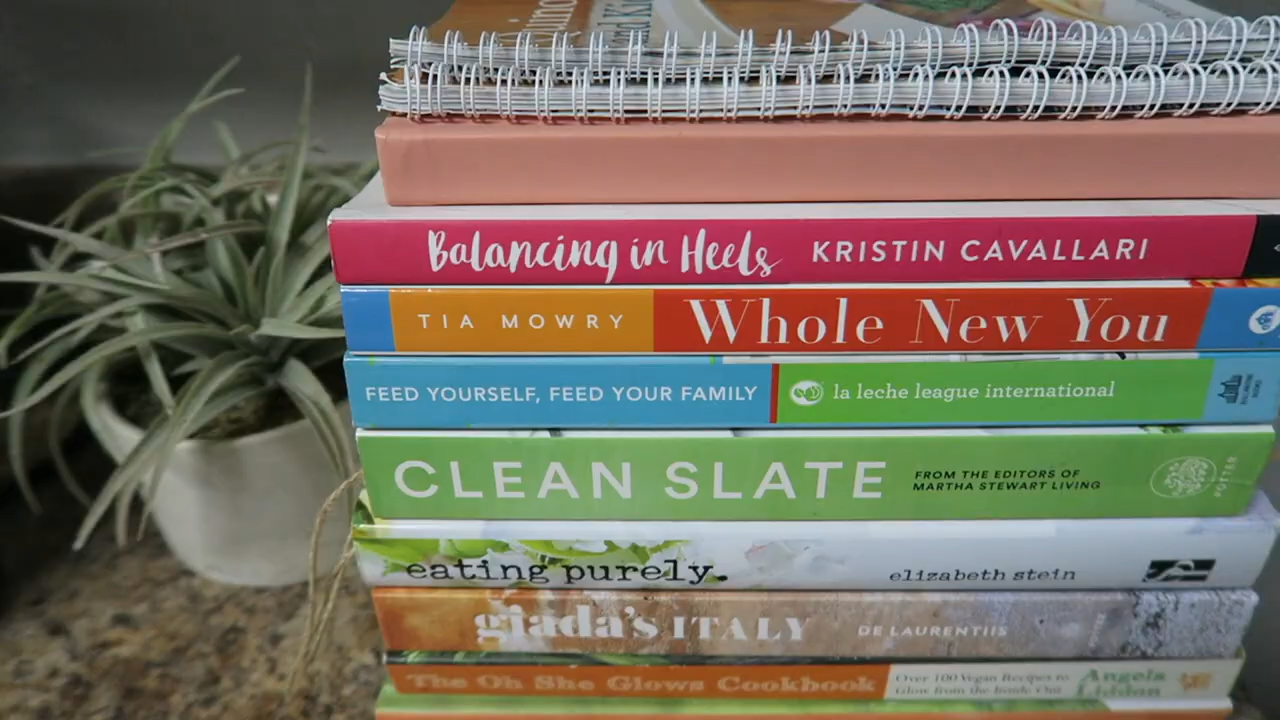 Balancing in Heels KRISTIN CAVALLARI
TIA MOWRY Whole New You
FEED YOURSELF, FEED YOUR FAMILY la leche league international
CLEAN SLATE FROM THE EDITORS OF
MARTHA STEWART LIVING
POTTER
eating purely. elizabeth stein
giada's ITALY DE LAURENTIIS
The Oh She Glows Cookbook Over 100 Vegan Recipes to
Glow from the Inside Out
Angela
Liddon